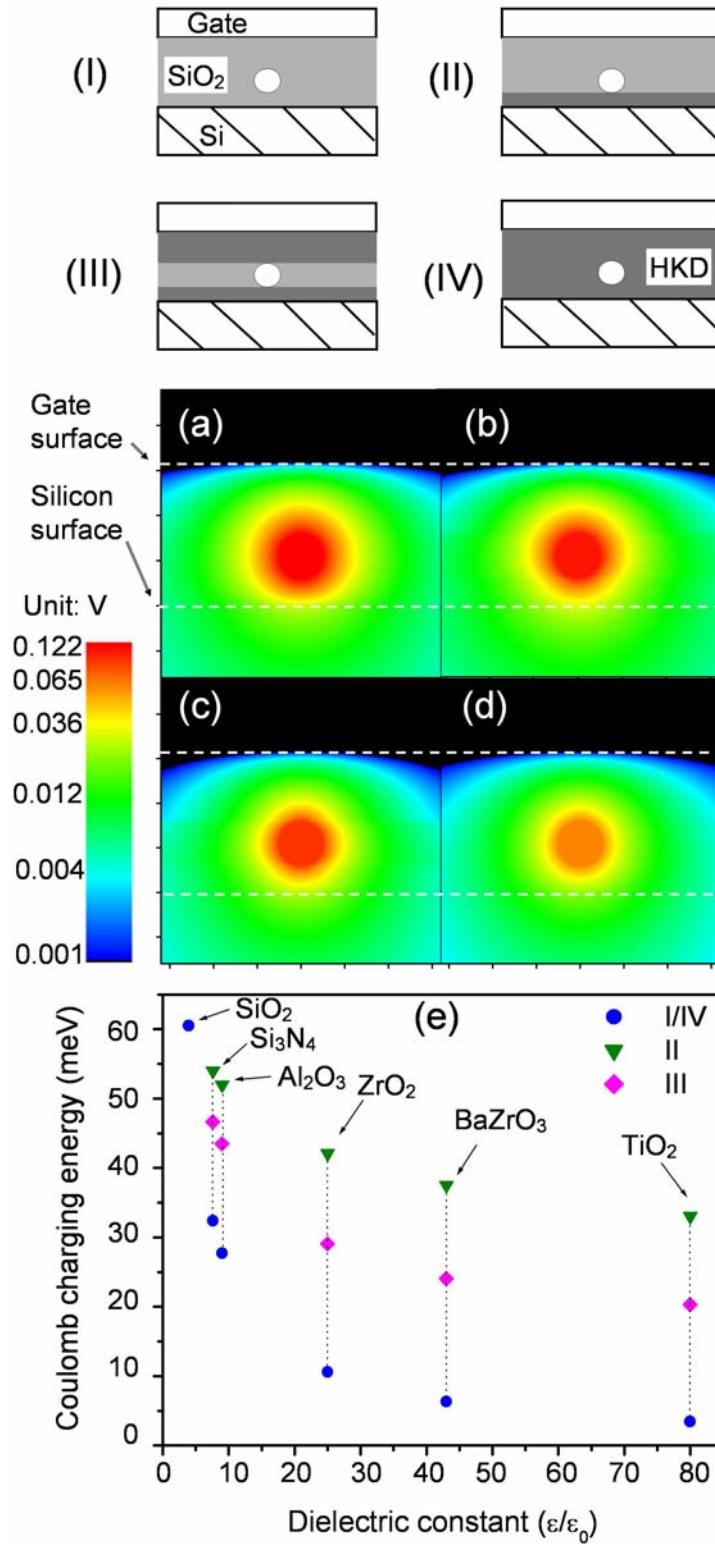 Gate
(I)
SiO₂
Si
(II)
(III)
(IV)
HKD
Gate
surface
Silicon
surface
Unit: V
0.122
0.065
0.036
0.012
0.004
0.001
(a)
(b)
(c)
(d)
(e)
SiO₂
Si₃N₄
Al₂O₃
ZrO₂
BaZrO₃
TiO₂
I/IV
II
III
Coulomb charging energy (meV)
60
50
40
30
20
10
0
0 10 20 30 40 50 60 70 80
Dielectric constant (ε/ε₀)